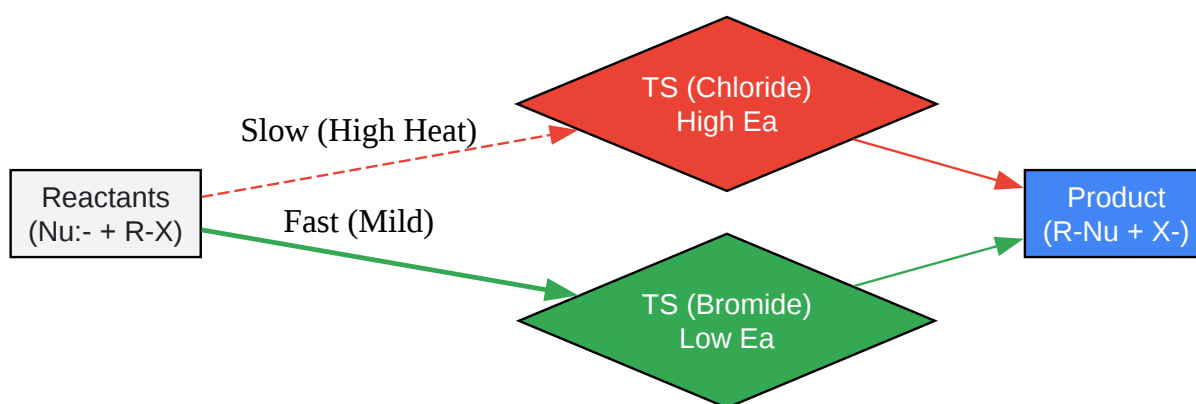 TS (Chloride)
High Ea
Slow (High Heat)
Reactants
(Nu:- + R-X)
Product
(R-Nu + X-)
Fast (Mild)
TS (Bromide)
Low Ea